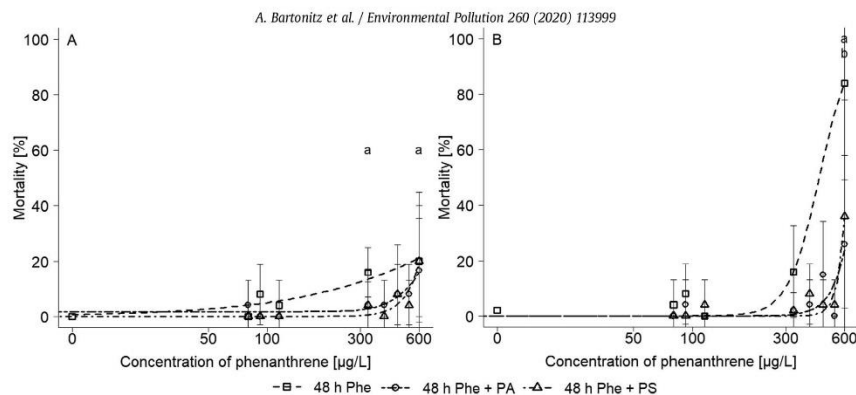 A. Bartonitz et al. / Environmental Pollution 260 (2020) 113999
A
B
100
80
60
40
20
0
Mortality [%]
a
a
0
50
100
300
600
Concentration of phenanthrene [µg/L]
100
80
60
40
20
0
Mortality [%]
a
b
0
100
300
600
Concentration of phenanthrene [µg/L]
48 h Phe
48 h Phe + PA
48 h Phe + PS